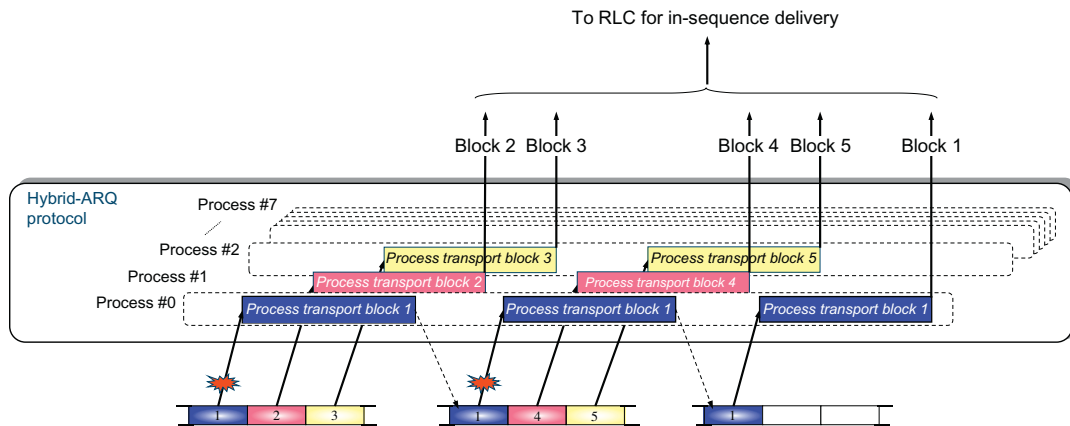 To RLC for in-sequence delivery
Block 2 Block 3 Block 4 Block 5 Block 1
Hybrid-ARQ
protocol
Process #7
Process #2
Process transport block 3 Process transport block 5
Process #1
Process transport block 2 Process transport block 4
Process #0
Process transport block 1 Process transport block 1 Process transport block 1
1 2 3 1 4 5 1